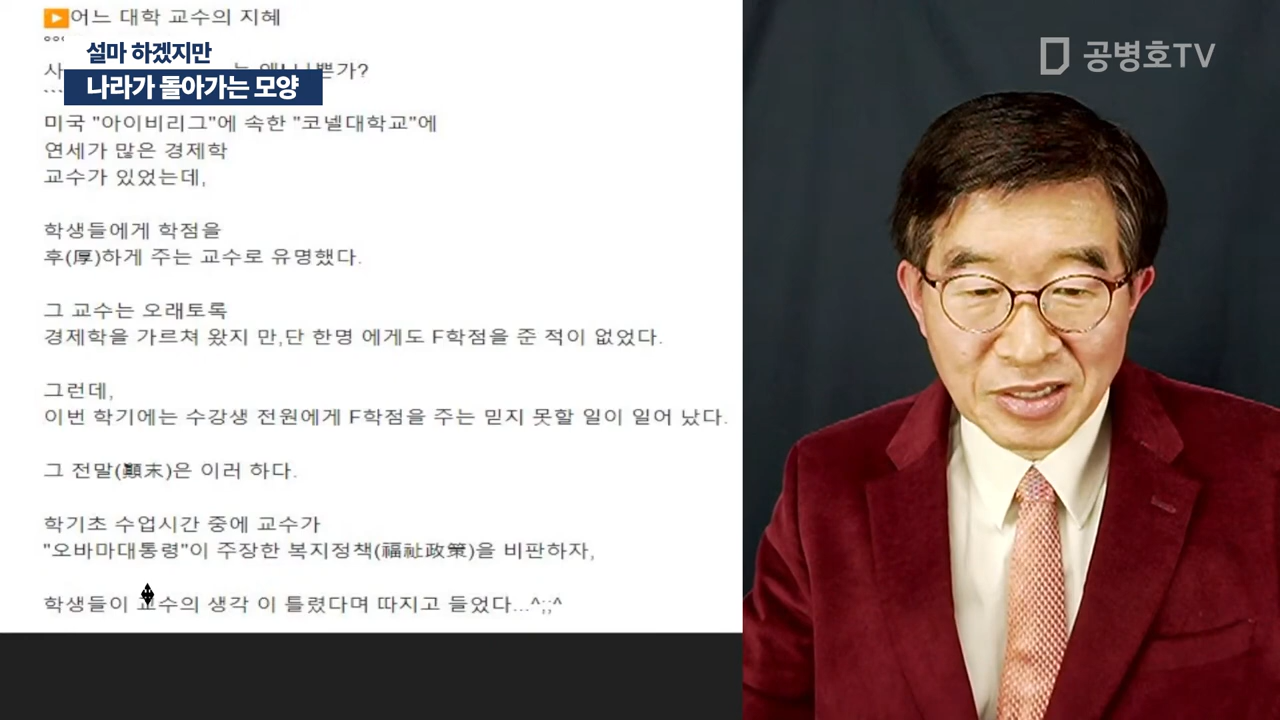 ▶어느 대학 교수의 지혜
설마 하겠지만
나라가 돌아가는 모양
공병호TV
미국 "아이비리그"에 속한 "코넬대학교"에
연세가 많은 경제학
교수가 있었는데,
학생들에게 학점을
후(厚)하게 주는 교수로 유명했다.
그 교수는 오래토록
경제학을 가르쳐 왔지 만,단 한명 에게도 F학점을 준 적이 없었다.
그런데,
이번 학기에는 수강생 전원에게 F학점을 주는 믿지 못할 일이 일어 났다.
그 전말(顚末)은 이러 하다.
학기초 수업시간 중에 교수가
"오바마대통령"이 주장한 복지정책(福祉政策)을 비판하자,
학생들이 교수의 생각 이 틀렸다며 따지고 들었다...^;;^